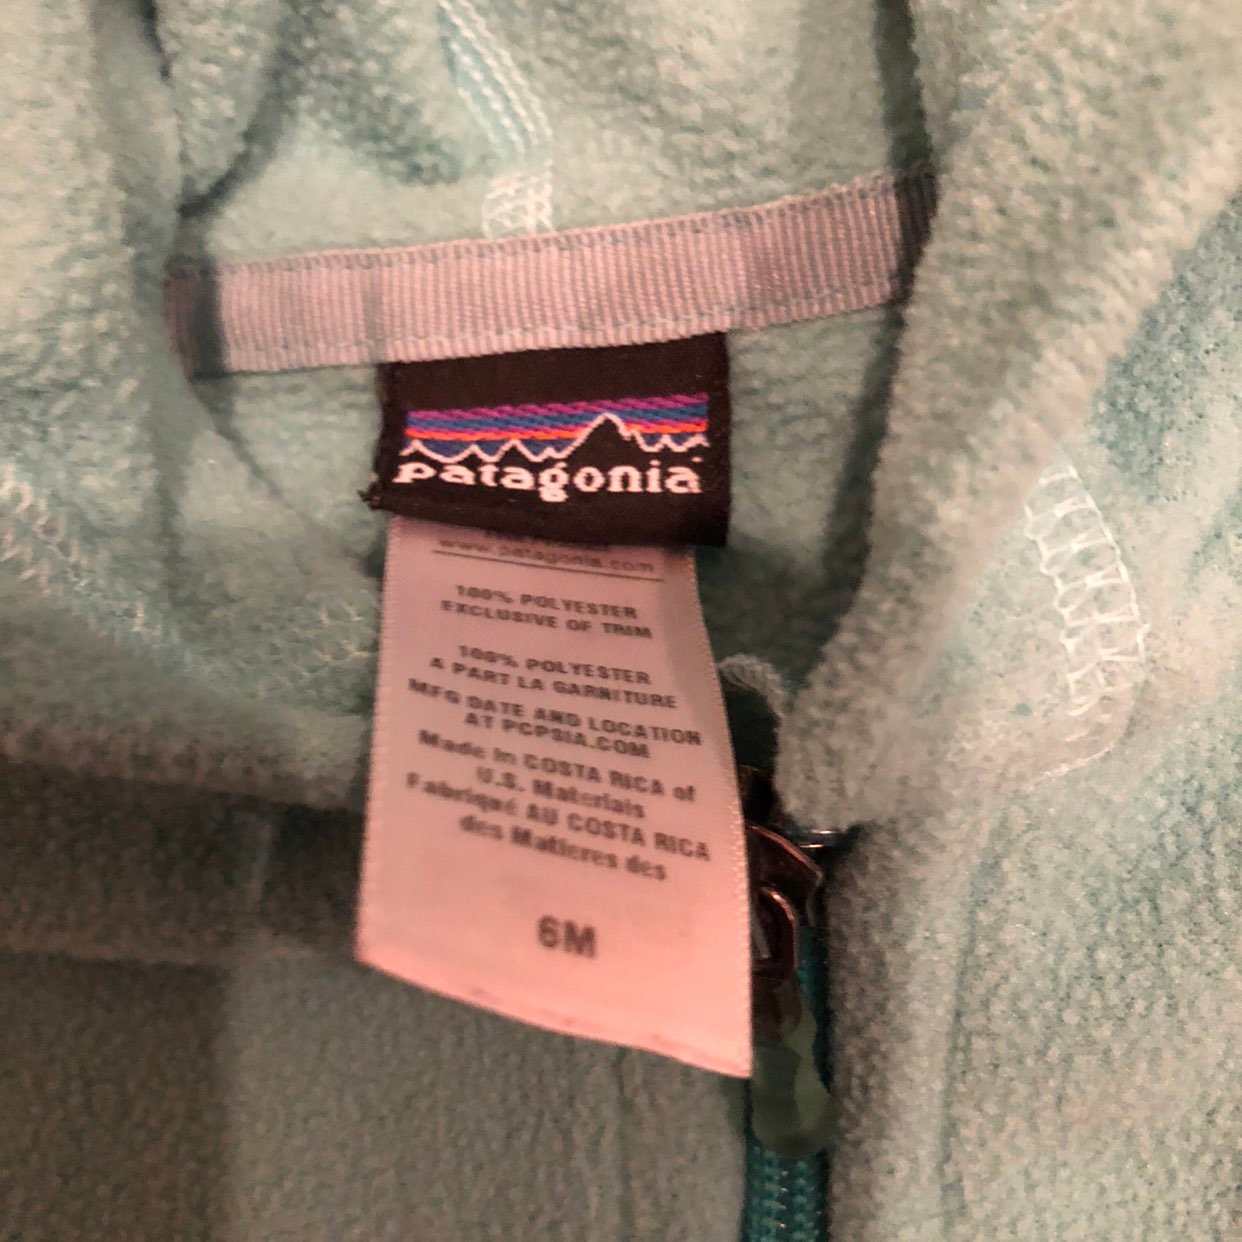 patagonia
www.patagonia.com
100% POLYESTER
EXCLUSIVE OF TRIM
100% POLYESTER
A PART LA GARNITURE
MFG DATE AND LOCATION
AT PCPSIA.COM
Made in COSTA RICA of
U.S. Materials
Fabriqué AU COSTA RICA
des Matieres des
6M